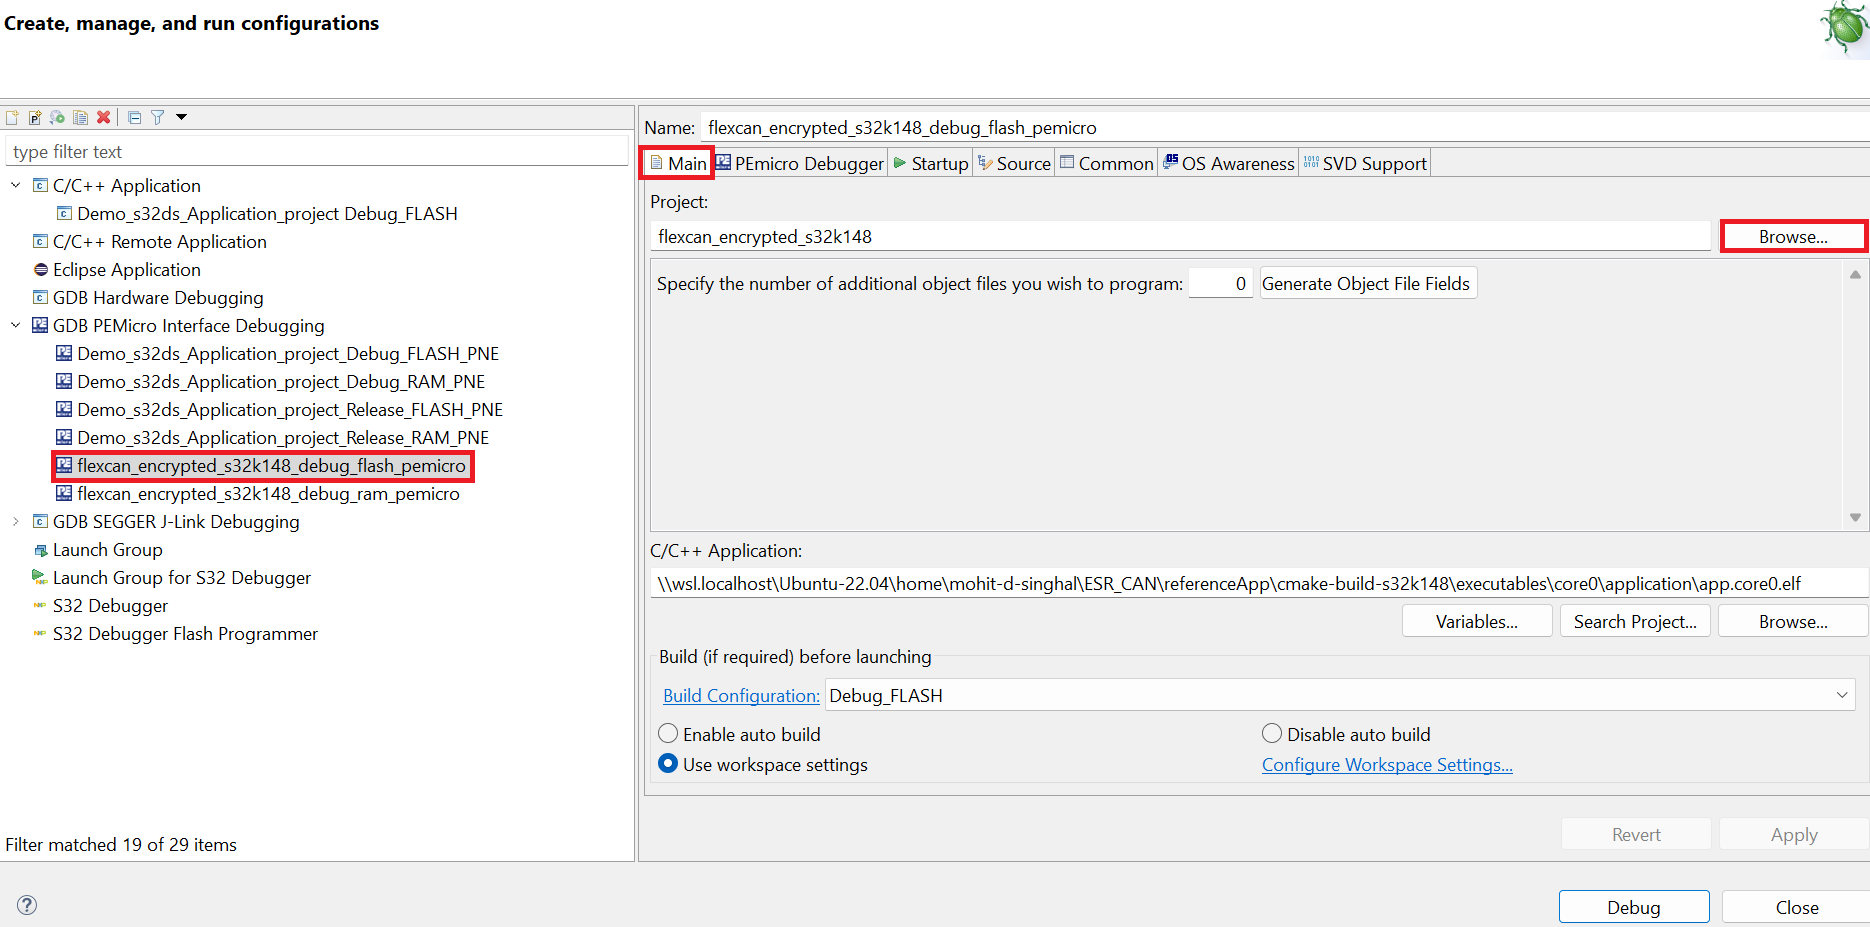 Create, manage, and run configurations
type filter text
C/C++ Application
Demo_s32ds_Application_project Debug_FLASH
C/C++ Remote Application
Eclipse Application
GDB Hardware Debugging
GDB PEMicro Interface Debugging
Demo_s32ds_Application_project_Debug_FLASH_PNE
Demo_s32ds_Application_project_Debug_RAM_PNE
Demo_s32ds_Application_project_Release_FLASH_PNE
Demo_s32ds_Application_project_Release_RAM_PNE
flexcan_encrypted_s32k148_debug_flash_pemicro
flexcan_encrypted_s32k148_debug_ram_pemicro
GDB SEGGER J-Link Debugging
Launch Group
Launch Group for S32 Debugger
S32 Debugger
S32 Debugger Flash Programmer
Filter matched 19 of 29 items
Name: flexcan_encrypted_s32k148_debug_flash_pemicro
Main PEmicro Debugger Startup Source Common OS Awareness SVD Support
Project:
flexcan_encrypted_s32k148 Browse...
Specify the number of additional object files you wish to program: 0 Generate Object File Fields
C/C++ Application:
\\wsl.localhost\Ubuntu-22.04\home\mohit-d-singhal\ESR_CAN\referenceApp\cmake-build-s32k148\executables\core0\application\app.core0.elf
Variables... Search Project... Browse...
Build (if required) before launching
Build Configuration: Debug_FLASH
Enable auto build Disable auto build
Use workspace settings Configure Workspace Settings...
Revert Apply
Debug Close